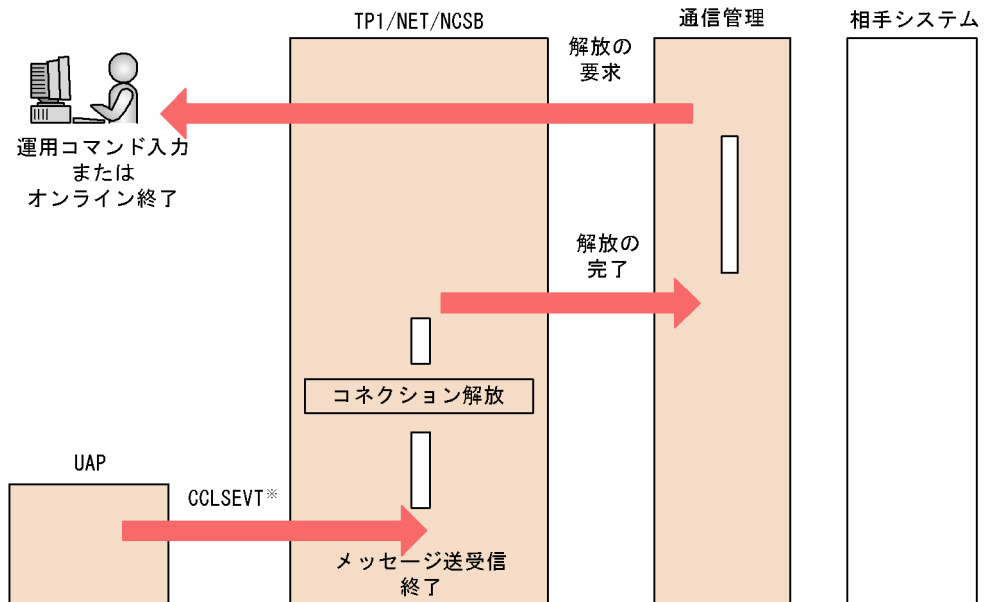 TP1/NET/NCSB
通信管理
相手システム
解放の
要求
運用コマンド入力
または
オンライン終了
解放の
完了
コネクション解放
UAP
CCLSEVT※
メッセージ送受信
終了